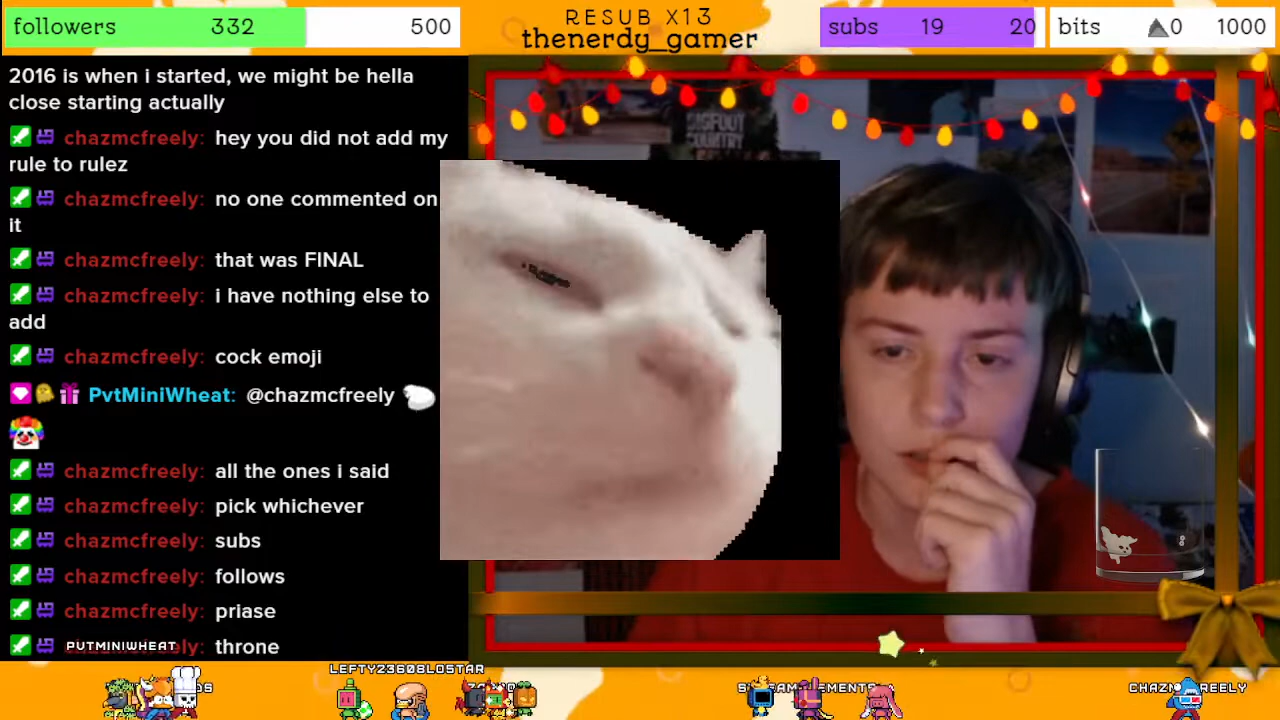 followers 332 500
RESUB X13
thenerdy_gamer
subs 19 20
bits 0 1000
2016 is when i started, we might be hella
close starting actually
chazmcfreely: hey you did not add my
rule to rulez
chazmcfreely: no one commented on
it
chazmcfreely: that was FINAL
chazmcfreely: i have nothing else to
add
chazmcfreely: cock emoji
PvtMiniWheat: @chazmcfreely
chazmcfreely: all the ones i said
chazmcfreely: pick whichever
chazmcfreely: subs
chazmcfreely: follows
chazmcfreely: priase
throne
PVTMINIWHEAT
BIGFOOT
COUNTRY
LEFTY23608LOSTAR